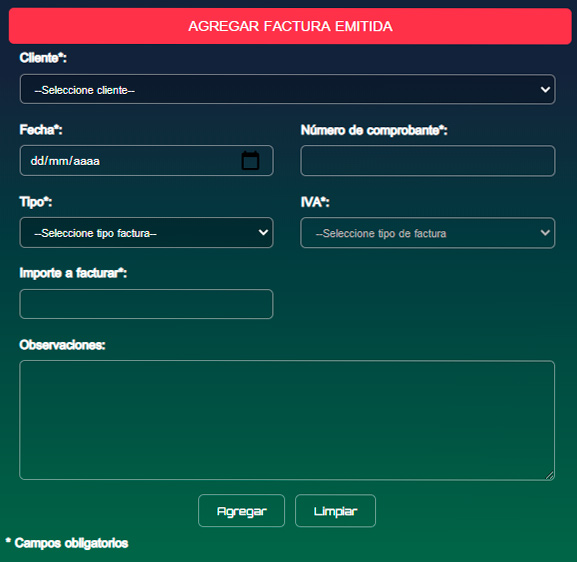 AGREGAR FACTURA EMITIDA
Cliente*:
--Seleccione cliente--
Fecha*:
Número de comprobante*:
dd/mm/aaaa
Tipo*:
IVA*:
--Seleccione tipo factura--
--Seleccione tipo de factura
Importe a facturar*:
Observaciones:
Agregar
Limpiar
* Campos obligatorios